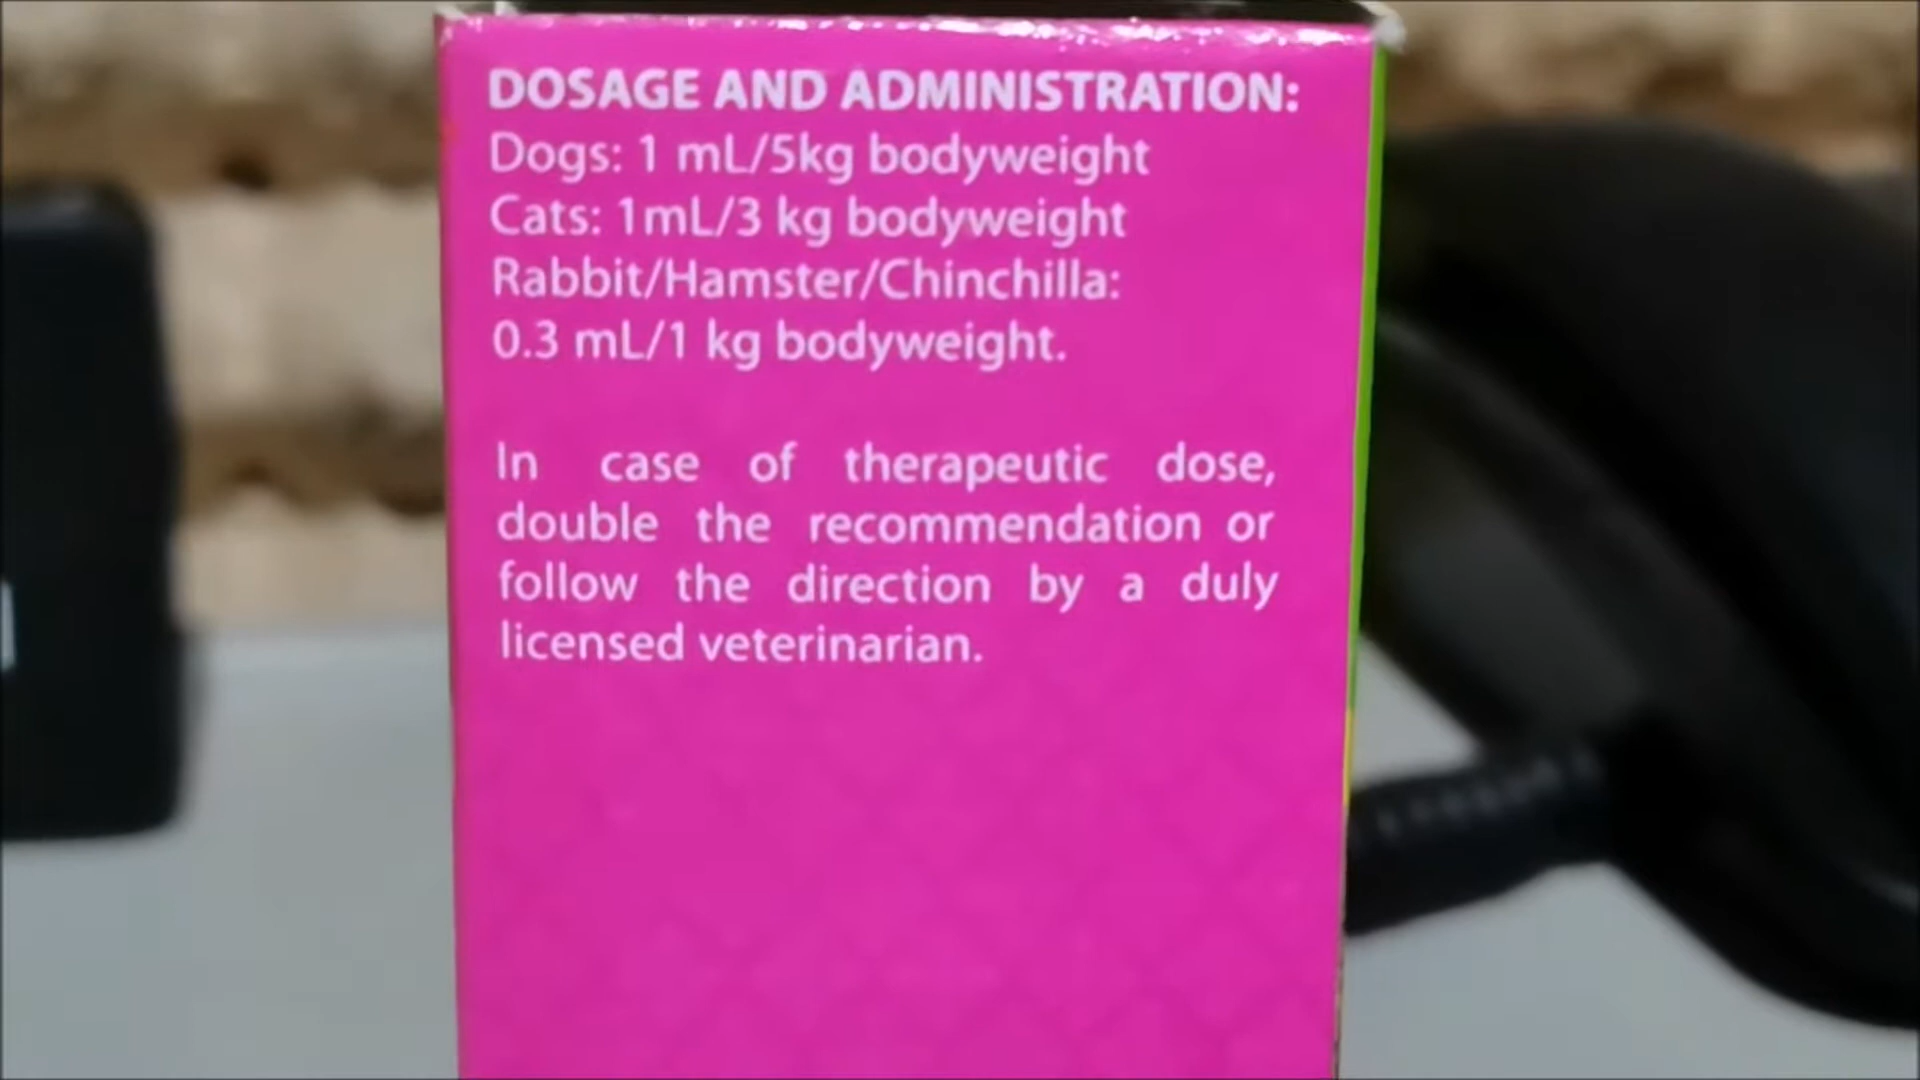 DOSAGE AND ADMINISTRATION:
Dogs: 1 mL/5kg bodyweight
Cats: 1mL/3 kg bodyweight
Rabbit/Hamster/Chinchilla:
0.3 mL/1 kg bodyweight.
In case of therapeutic dose,
double the recommendation or
follow the direction by a duly
licensed veterinarian.